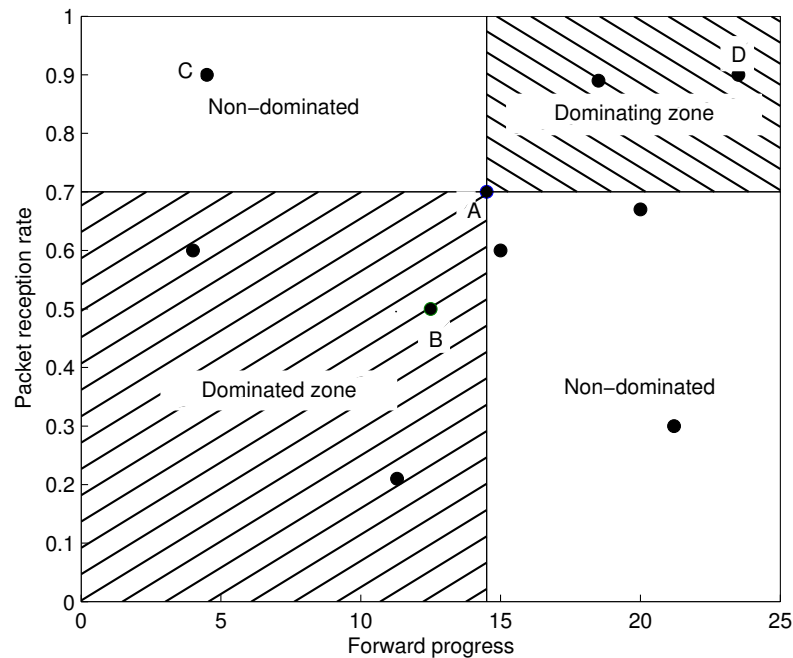 1
0.9
0.8
0.7
0.6
0.5
0.4
0.3
0.2
0.1
0
Packet reception rate
C
Non−dominated
D
Dominating zone
A
B
Dominated zone
Non−dominated
0 5 10 15 20 25
Forward progress